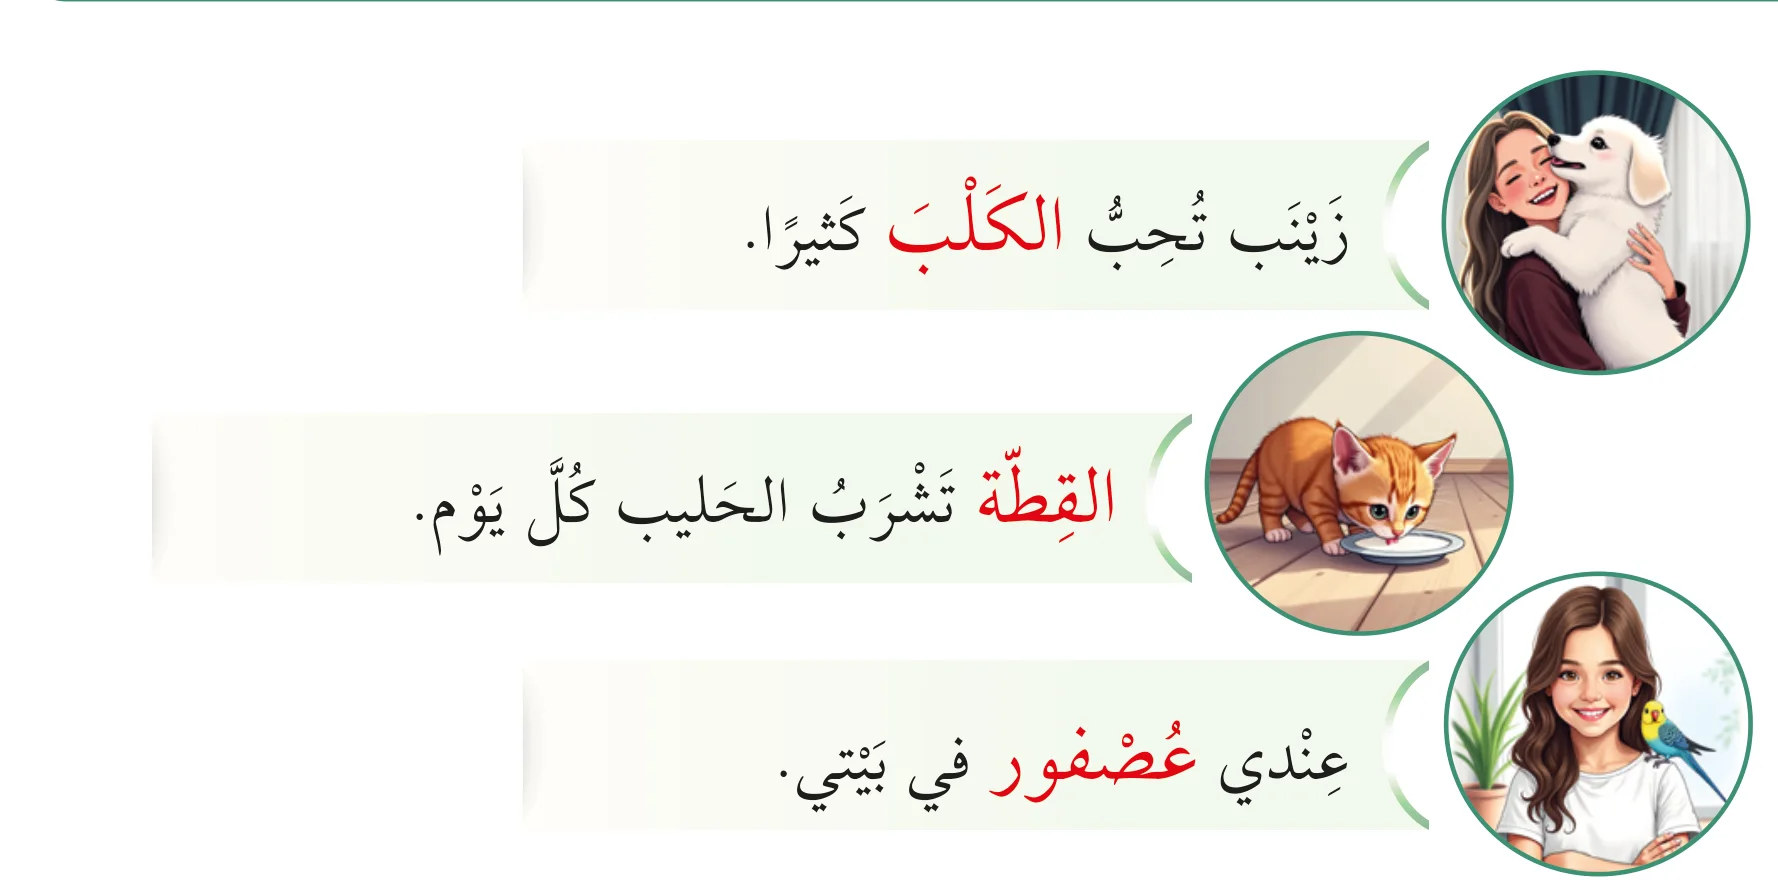 زَيْنَب تُحِبُّ الكَلْبَ كَثيرًا.
القِطّة تَشْرَبُ الحَليب كُلَّ يَوْم.
عِنْدي عُصْفور في بَيْتي.